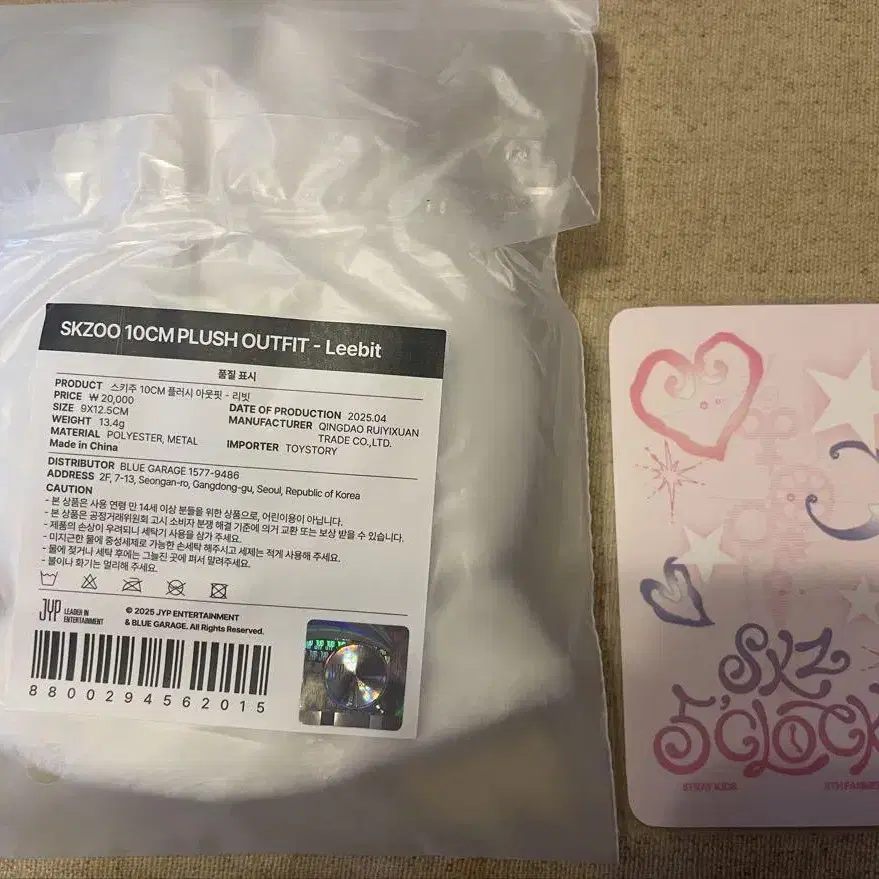 SKZOO 10CM PLUSH OUTFIT - Leebit
품질 표시
PRODUCT 스키주 10CM 플러시 아웃핏 - 리빗
PRICE ₩ 20,000
SIZE 9X12.5CM
WEIGHT 13.4g
MATERIAL POLYESTER, METAL
Made in China
DATE OF PRODUCTION 2025.04
MANUFACTURER QINGDAO RUIYIXUAN
TRADE CO.,LTD.
IMPORTER TOYSTORY
DISTRIBUTOR BLUE GARAGE 1577-9486
ADDRESS 2F, 7-13, Seongan-ro, Gangdong-gu, Seoul, Republic of Korea
CAUTION
- 본 상품은 사용 연령 만 14세 이상 분들을 위한 상품으로, 어린이용이 아닙니다.
- 본 상품은 공정거래위원회 고시 소비자 분쟁 해결 기준에 의거 교환 또는 보상 받을 수 있습니다.
- 제품의 손상이 우려되니 세탁기 사용을 삼가 주세요.
- 미지근한 물에 중성세제로 가능한 손세탁 해주시고 세제는 적게 사용해 주세요.
- 물에 젖거나 세탁 후에는 그늘진 곳에 펴서 말려주세요.
- 불이나 화기는 멀리해 주세요.
JYP LEADER IN
ENTERTAINMENT
© 2025 JYP ENTERTAINMENT
& BLUE GARAGE. All Rights Reserved.
8800294562015
JYP JYP JYP
SKZ
5'CLOCK
STRAY KIDS